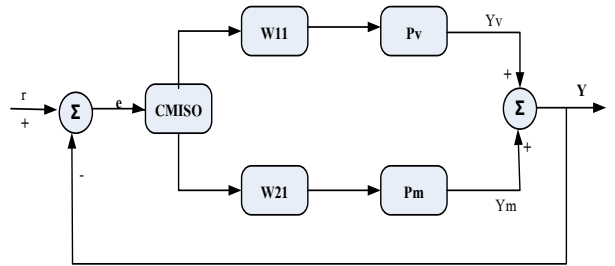 W11
Pv
Yv
r
+
Σ
e
CMISO
+
Σ
Y
-
+
W21
Pm
Ym